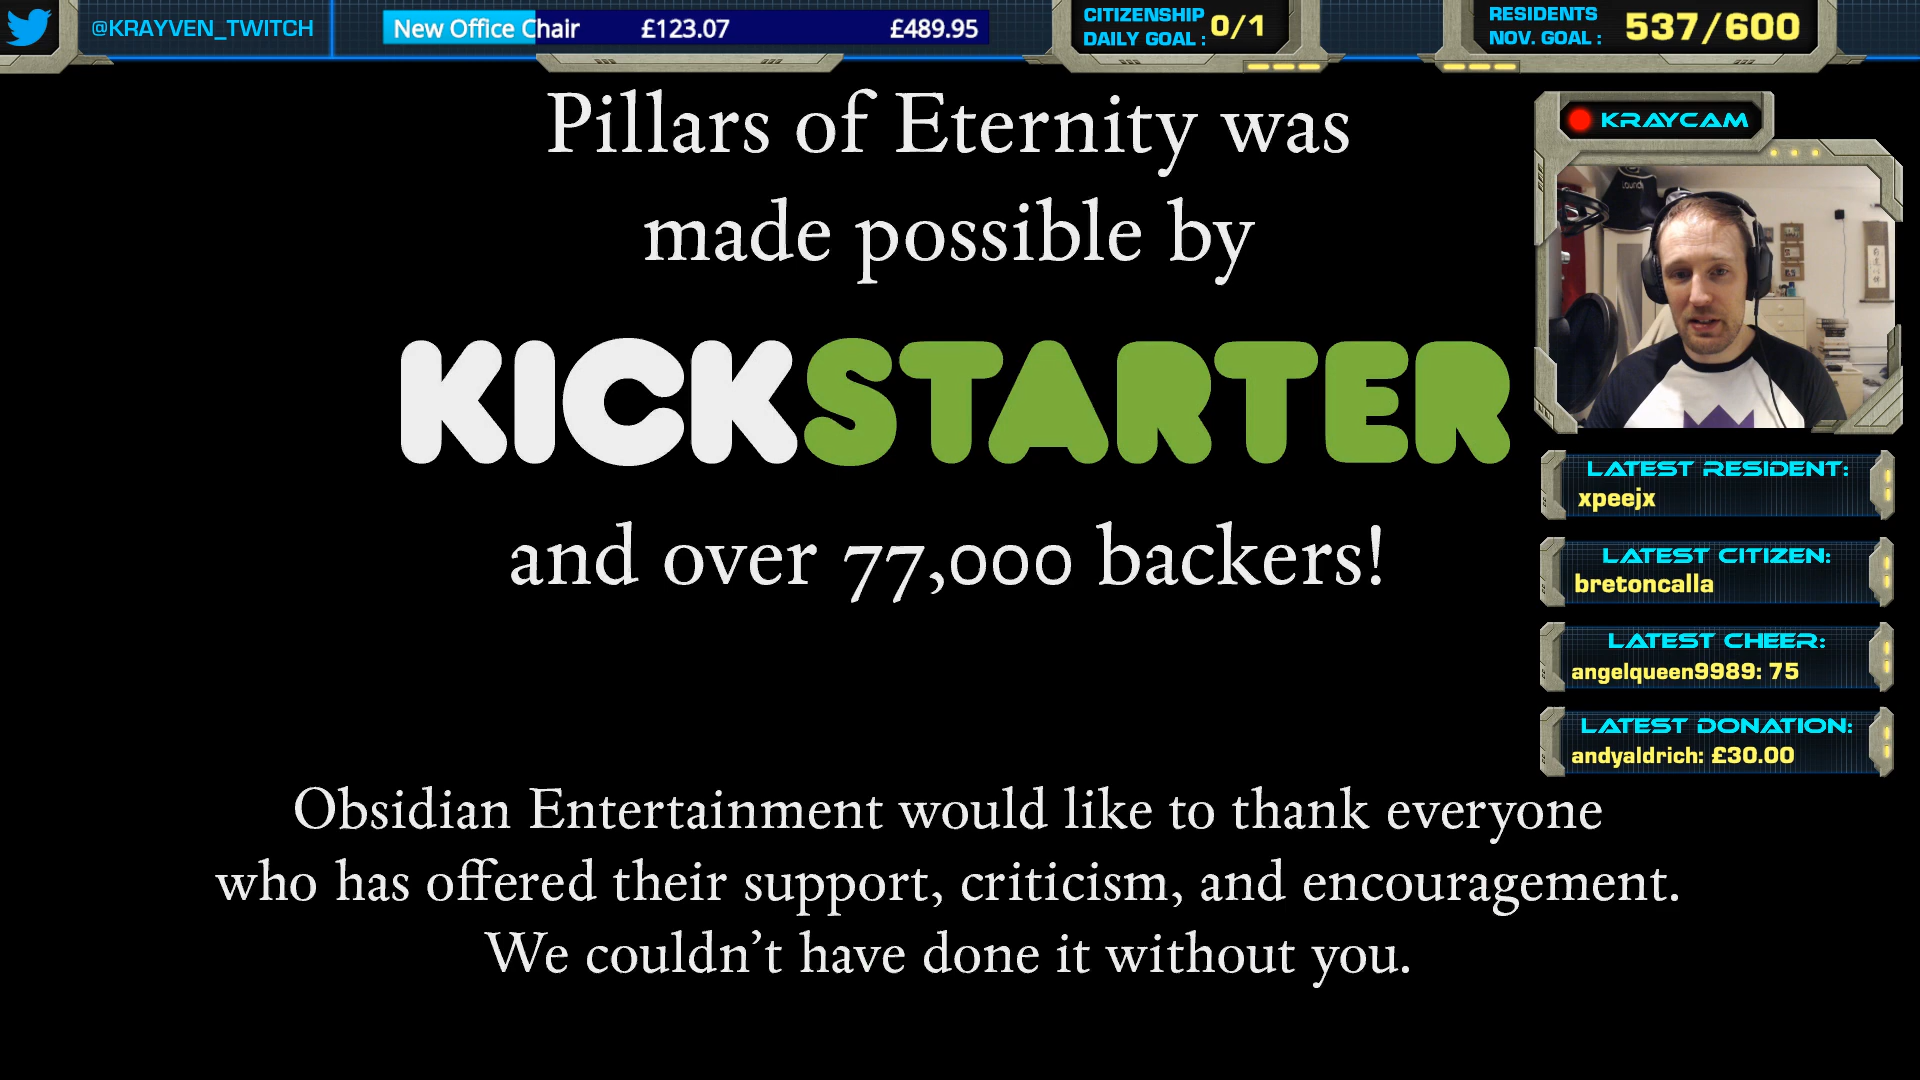 @KRAYVEN_TWITCH
New Office Chair £123.07 £489.95
CITIZENSHIP
DAILY GOAL : 0/1
RESIDENTS
NOV. GOAL : 537/600
Pillars of Eternity was
made possible by
KICKSTARTER
and over 77,000 backers!
Obsidian Entertainment would like to thank everyone
who has offered their support, criticism, and encouragement.
We couldn't have done it without you.
KRAYCAM
LATEST RESIDENT:
xpeejx
LATEST CITIZEN:
bretoncalla
LATEST CHEER:
angelqueen9989: 75
LATEST DONATION:
andyaldrich: £30.00